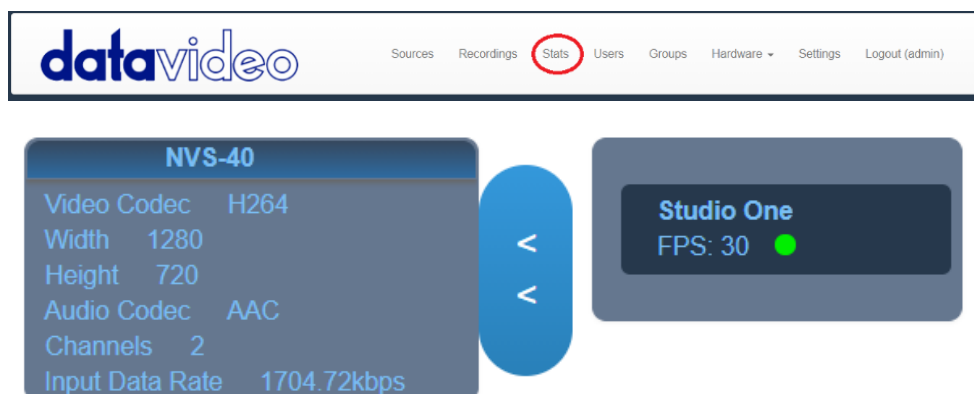 datavideo Sources Recordings Stats Users Groups Hardware Settings Logout (admin)
NVS-40
Video Codec H264
Width 1280
Height 720
Audio Codec AAC
Channels 2
Input Data Rate 1704.72kbps
<
<
Studio One
FPS: 30